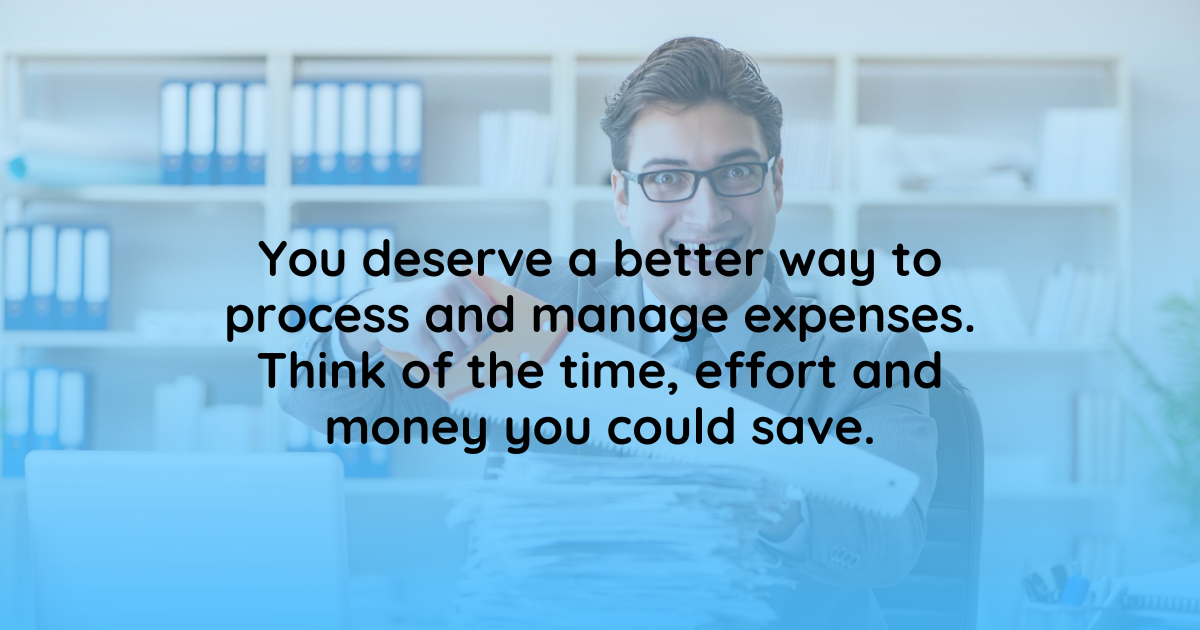 You deserve a better way to
process and manage expenses.
Think of the time, effort and
money you could save.